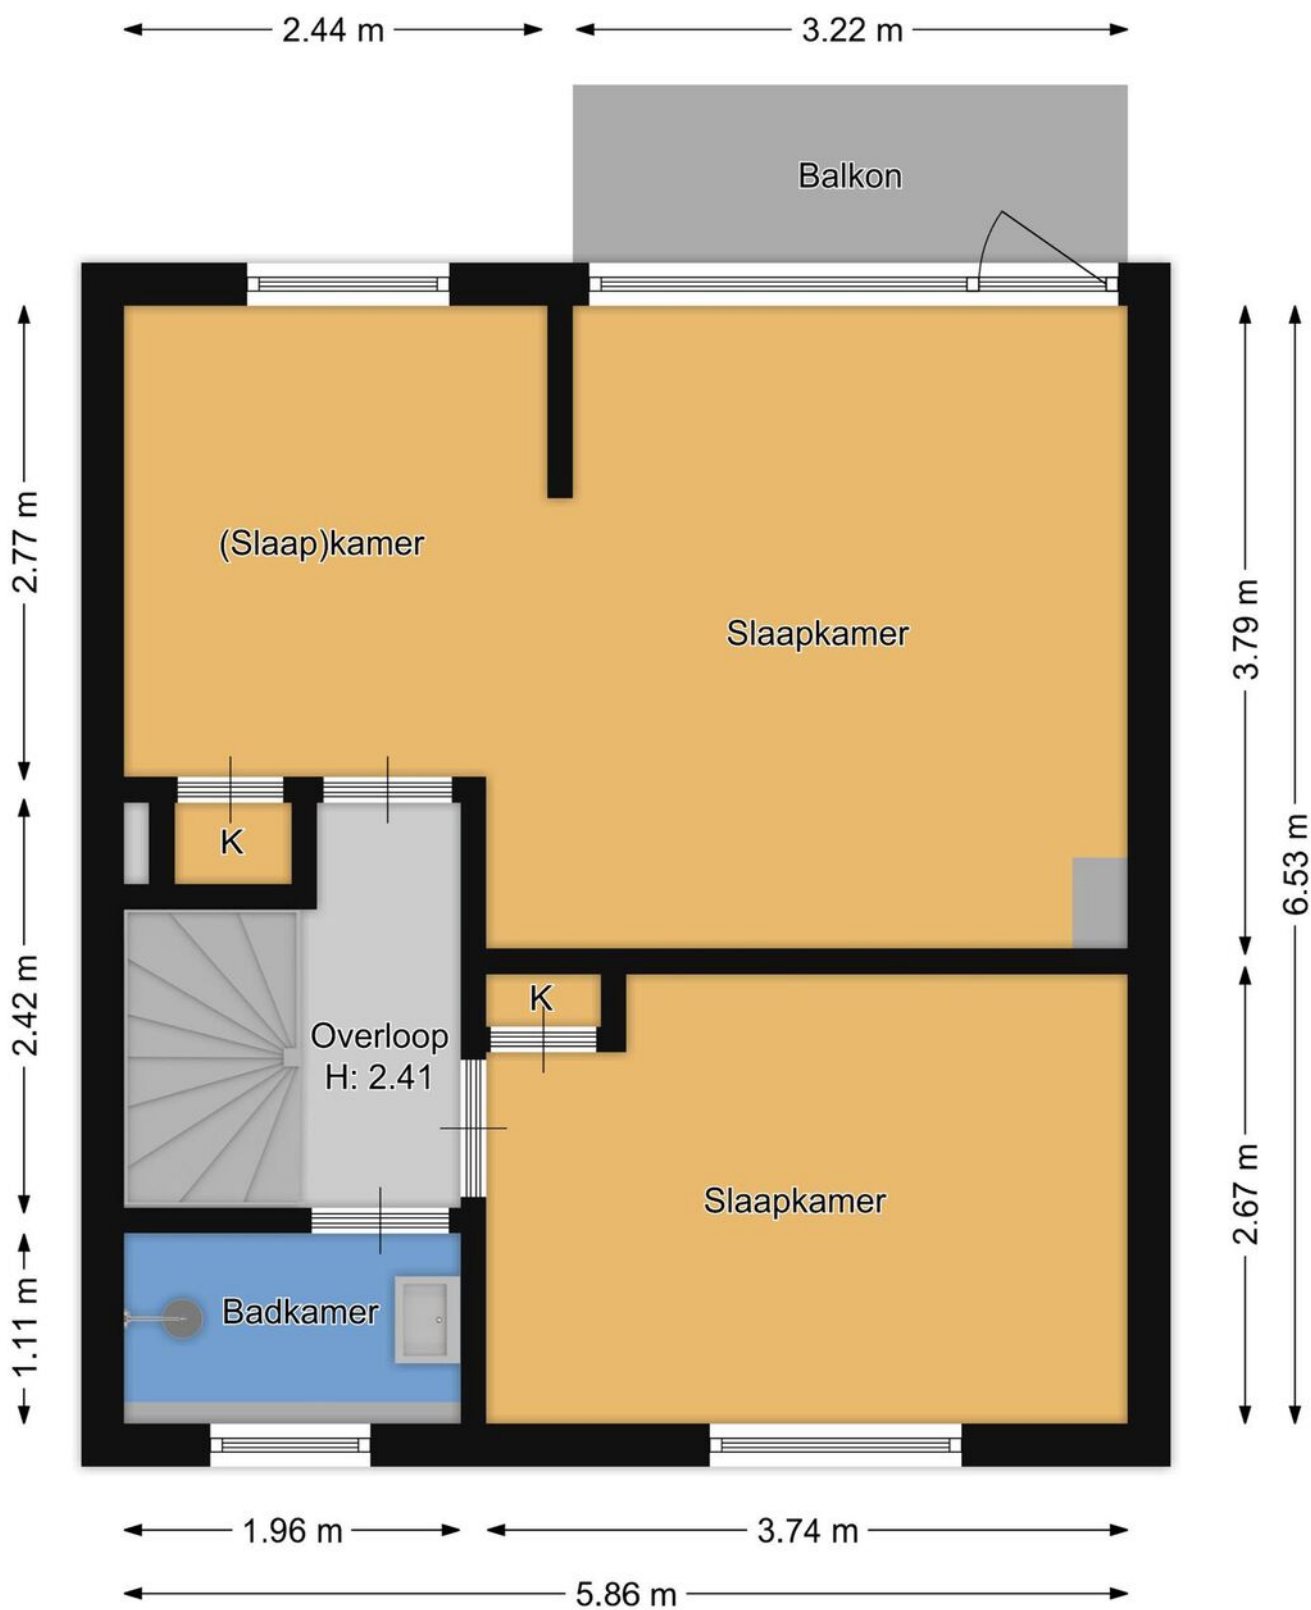 2.44 m
3.22 m
Balkon
(Slaap)kamer
2.77 m
Slaapkamer
3.79 m
6.53 m
K
2.42 m
K
Overloop
H: 2.41
2.67 m
Slaapkamer
1.11 m
Badkamer
1.96 m
3.74 m
5.86 m